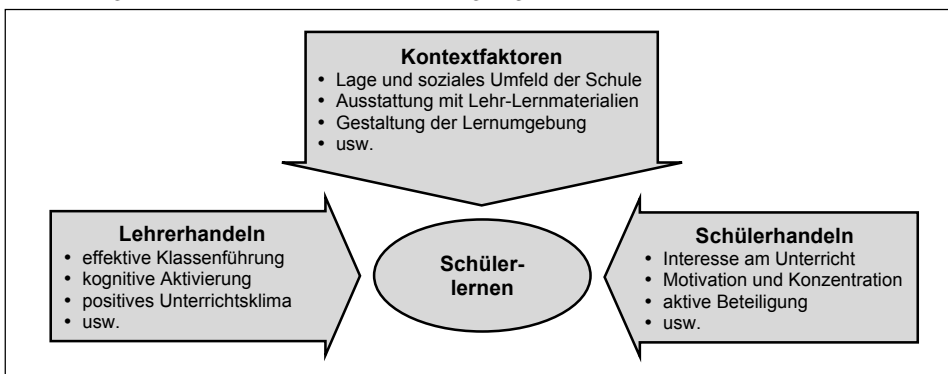 Kontextfaktoren
• Lage und soziales Umfeld der Schule
• Ausstattung mit Lehr-Lernmaterialien
• Gestaltung der Lernumgebung
• usw.
Lehrerhandeln
• effektive Klassenführung
• kognitive Aktivierung
• positives Unterrichtsklima
• usw.
Schüler-
lernen
Schülerhandeln
• Interesse am Unterricht
• Motivation und Konzentration
• aktive Beteiligung
• usw.